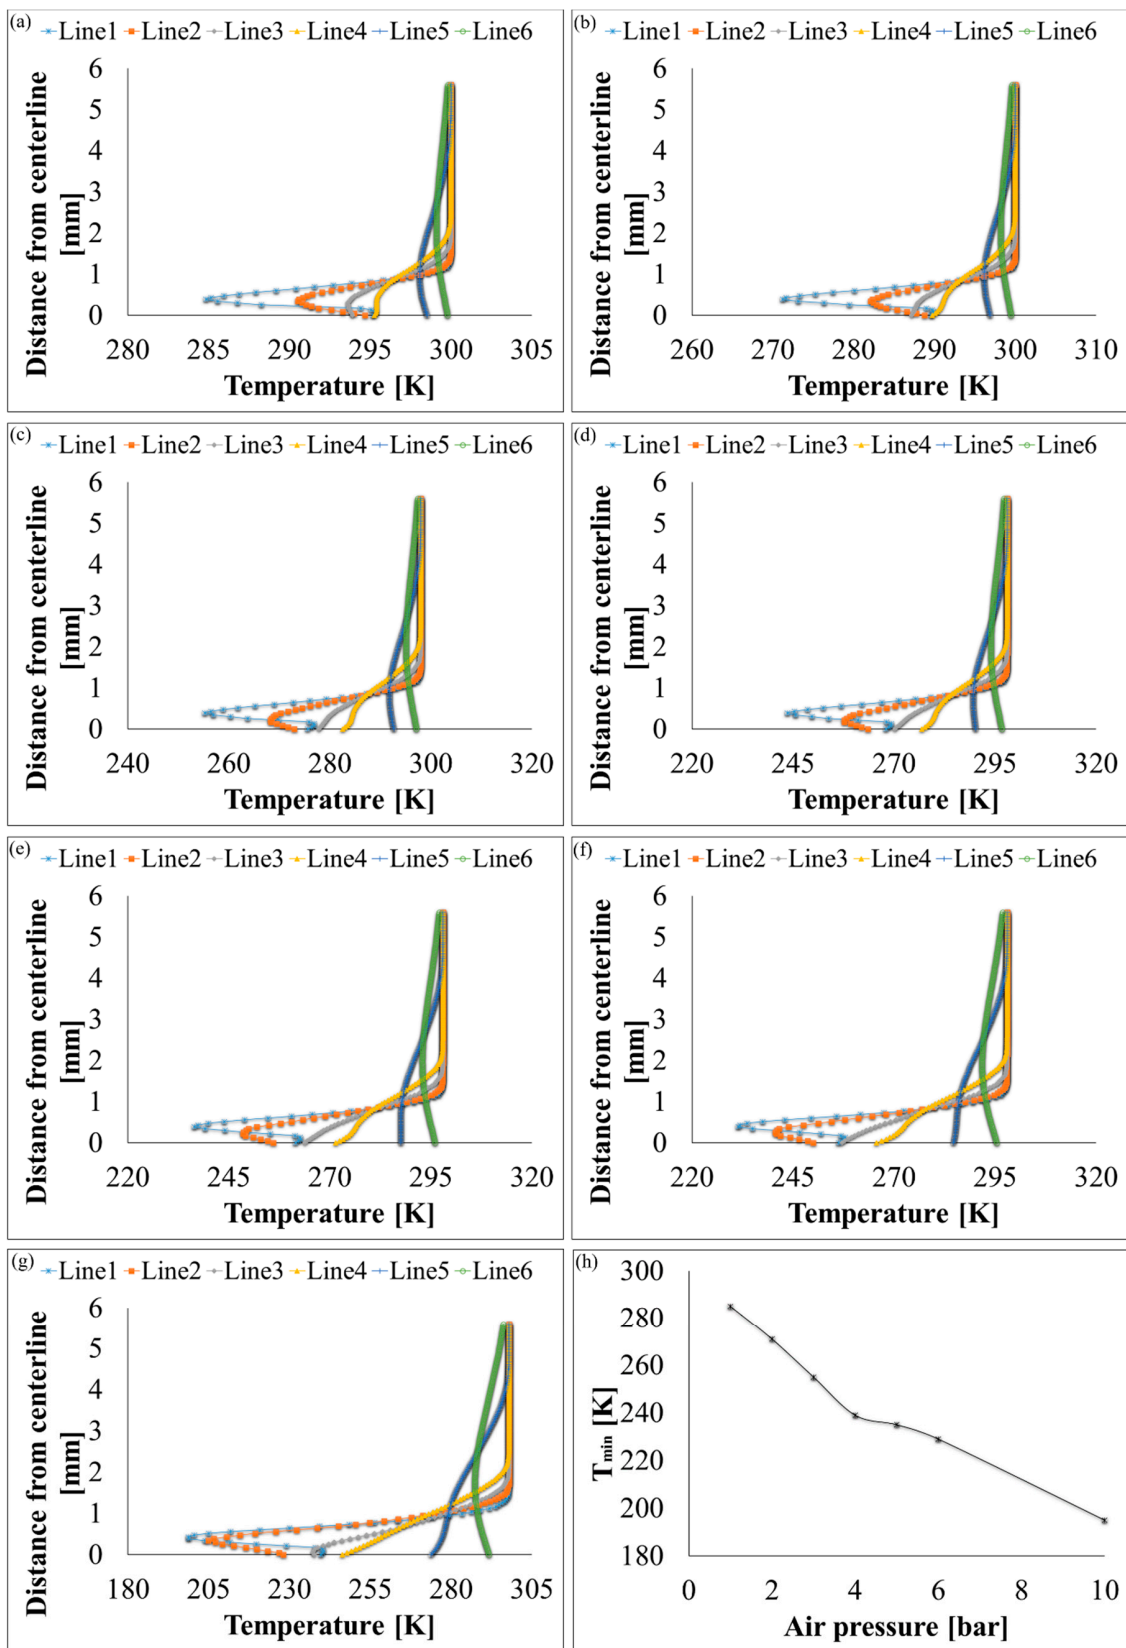 (a)
Line1 Line2 Line3 Line4 Line5 Line6
Distance from centerline
[mm]
6
5
4
3
2
1
0
280 285 290 295 300 305
Temperature [K]
(b)
Line1 Line2 Line3 Line4 Line5 Line6
Distance from centerline
[mm]
6
5
4
3
2
1
0
260 270 280 290 300 310
Temperature [K]
(c)
Line1 Line2 Line3 Line4 Line5 Line6
Distance from centerline
[mm]
6
5
4
3
2
1
0
240 260 280 300 320
Temperature [K]
(d)
Line1 Line2 Line3 Line4 Line5 Line6
Distance from centerline
[mm]
6
5
4
3
2
1
0
220 245 270 295 320
Temperature [K]
(e)
Line1 Line2 Line3 Line4 Line5 Line6
Distance from centerline
[mm]
6
5
4
3
2
1
0
220 245 270 295 320
Temperature [K]
(f)
Line1 Line2 Line3 Line4 Line5 Line6
Distance from centerline
[mm]
6
5
4
3
2
1
0
220 245 270 295 320
Temperature [K]
(g)
Line1 Line2 Line3 Line4 Line5 Line6
Distance from centerline
[mm]
6
5
4
3
2
1
0
180 205 230 255 280 305
Temperature [K]
(h)
T_min [K]
300
280
260
240
220
200
180
0 2 4 6 8 10
Air pressure [bar]